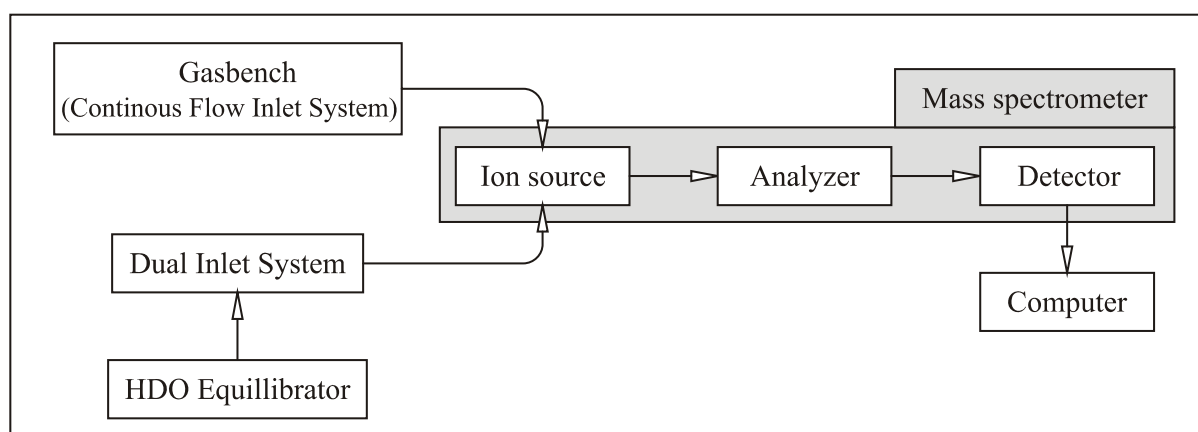 Gasbench
(Continous Flow Inlet System)
Mass spectrometer
Ion source
Analyzer
Detector
Dual Inlet System
Computer
HDO Equillibrator